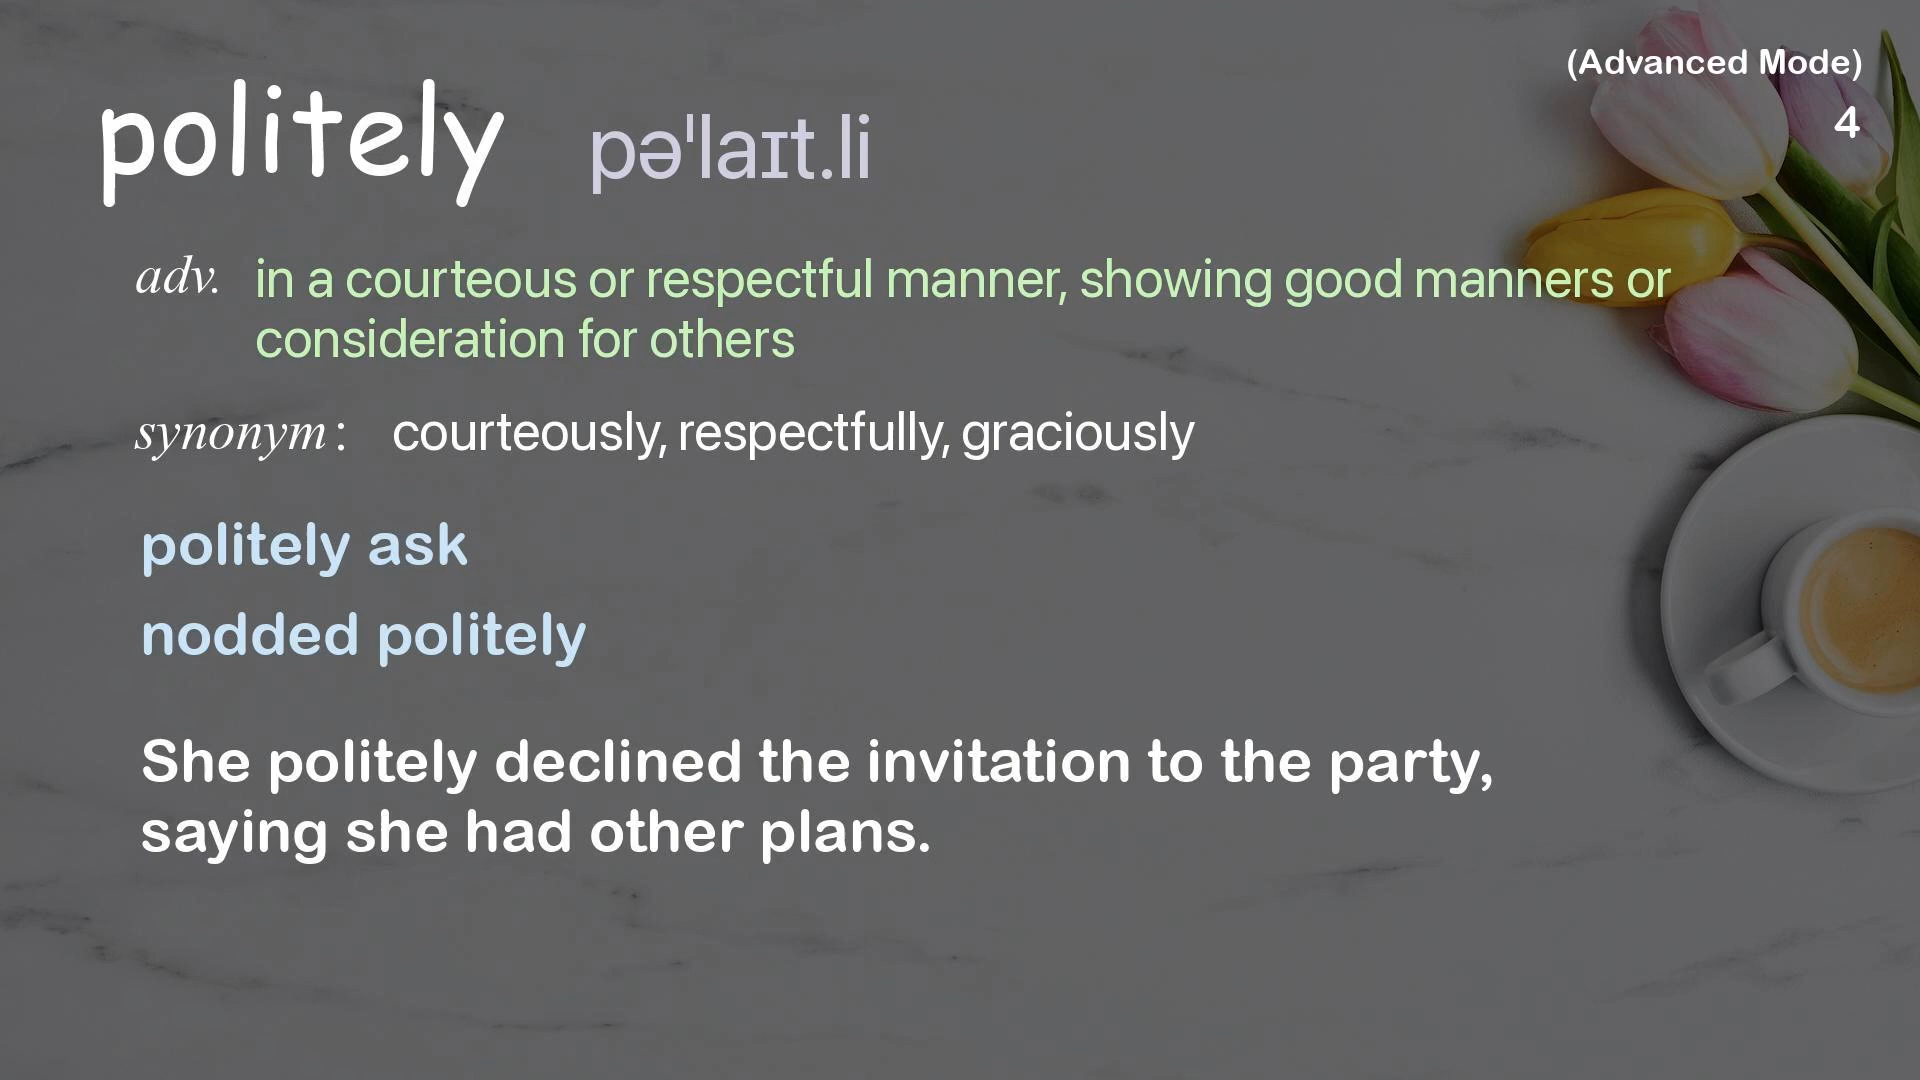 (Advanced Mode)
4
politely pəˈlaɪt.li
adv. in a courteous or respectful manner, showing good manners or
consideration for others
synonym: courteously, respectfully, graciously
politely ask
nodded politely
She politely declined the invitation to the party,
saying she had other plans.